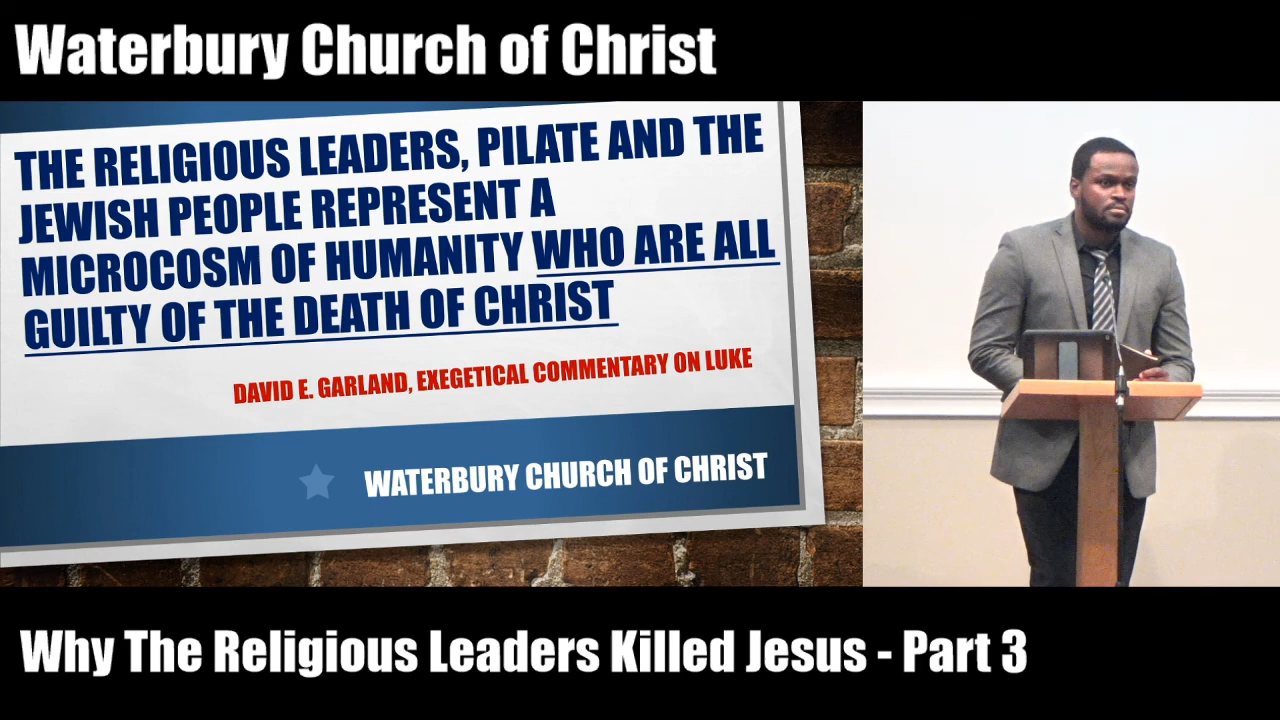 Waterbury Church of Christ
THE RELIGIOUS LEADERS, PILATE AND THE
JEWISH PEOPLE REPRESENT A
MICROCOSM OF HUMANITY WHO ARE ALL
GUILTY OF THE DEATH OF CHRIST
DAVID E. GARLAND, EXEGETICAL COMMENTARY ON LUKE
WATERBURY CHURCH OF CHRIST
Why The Religious Leaders Killed Jesus - Part 3